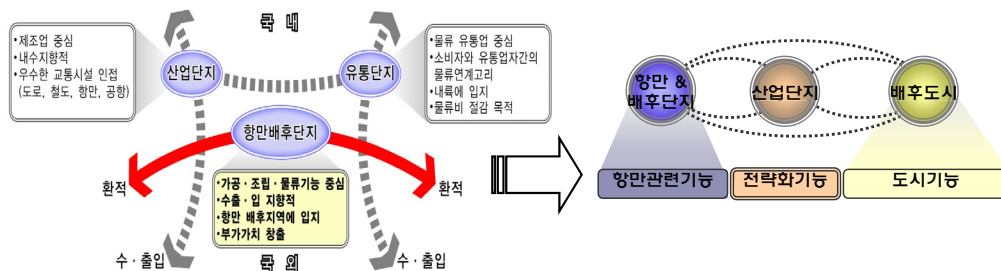 국 내
•제조업 중심
•내수지향적
•우수한 교통시설 인접
(도로, 철도, 항만, 공항)
산업단지
유통단지
•물류 유통업 중심
•소비자와 유통업자간의
물류연계고리
•내륙에 입지
•물류비 절감 목적
항만배후단지
환적
환적
•가공·조립·물류기능 중심
•수출·입 지향적
•항만 배후지역에 입지
•부가가치 창출
수·출입
국 외
수·출입
항만 &
배후단지
산업단지
배후도시
항만관련기능
전략화기능
도시기능